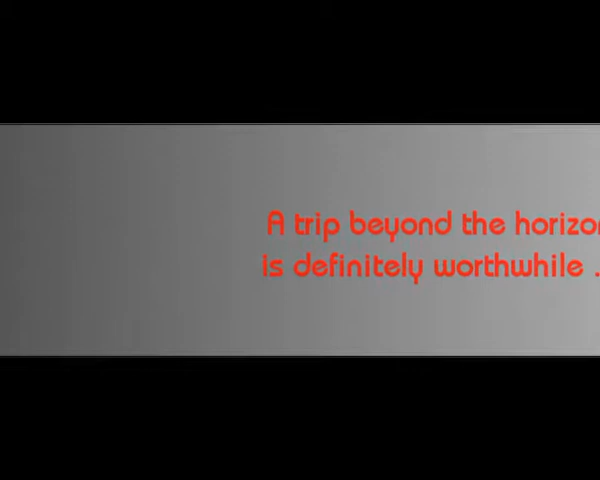 A trip beyond the horizo
is definitely worthwhile .